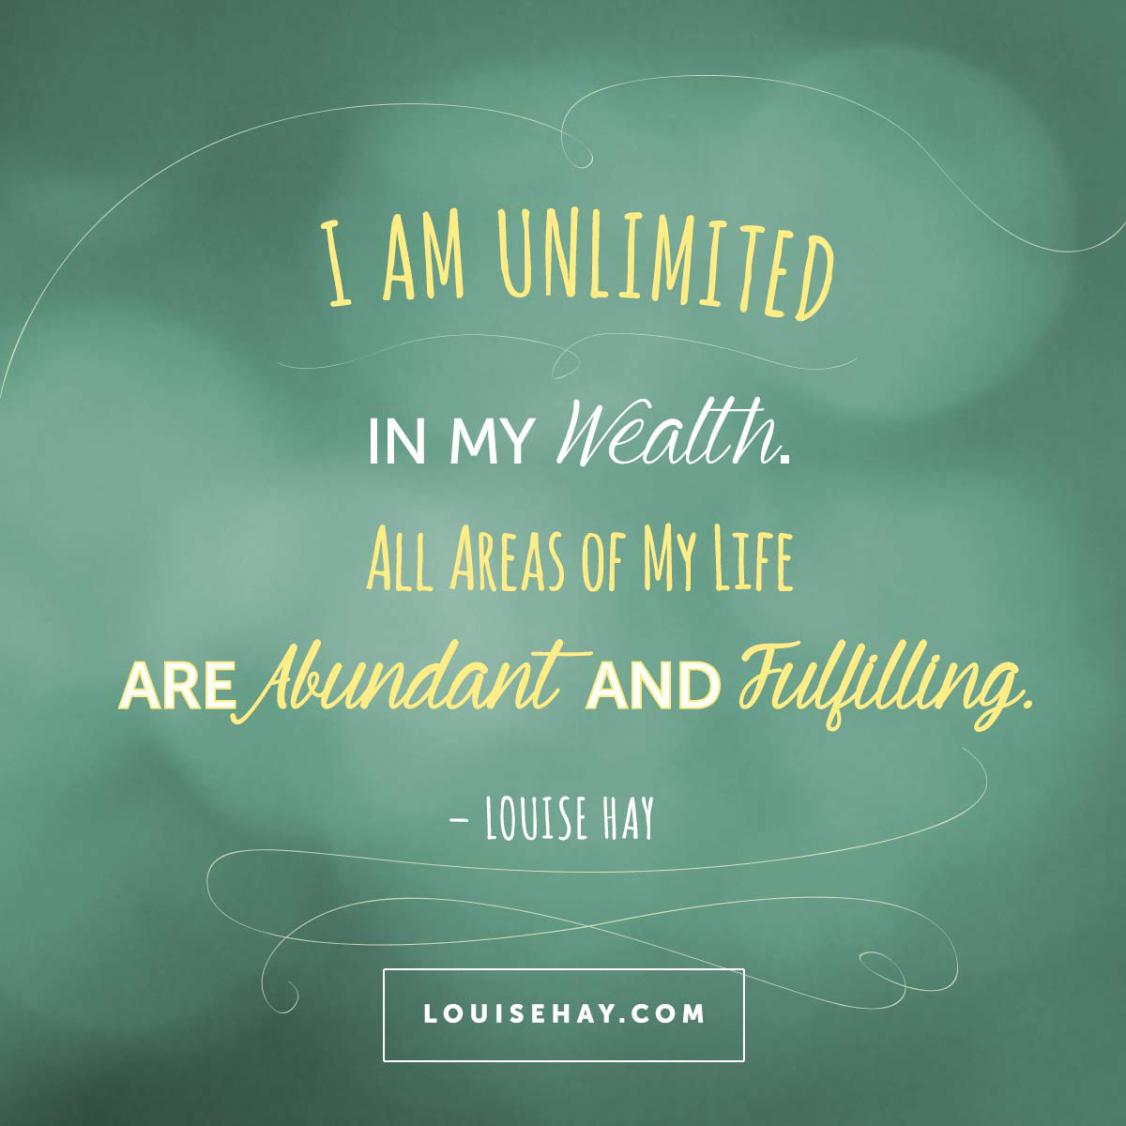 I AM UNLIMITED
IN MY Wealth.
ALL AREAS OF MY LIFE
ARE Abundant AND Fulfilling.
– LOUISE HAY
LOUISEHAY.COM